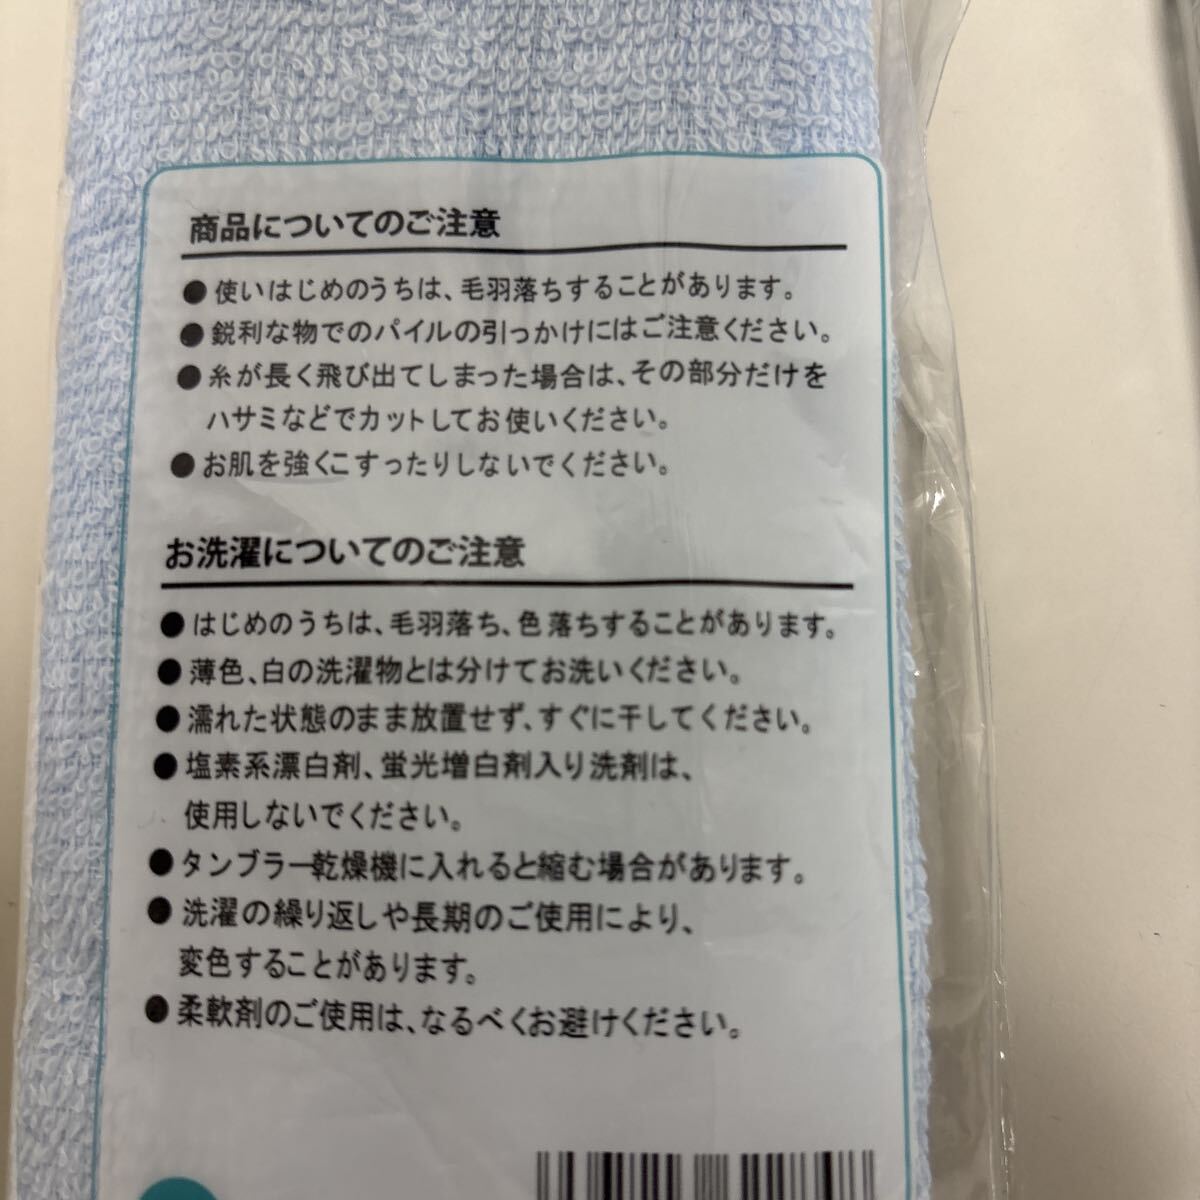 商品についてのご注意
●使いはじめのうちは、毛羽落ちすることがあります。
●鋭利な物でのパイルの引っかけにはご注意ください。
●糸が長く飛び出てしまった場合は、その部分だけを
ハサミなどでカットしてお使いください。
●お肌を強くこすったりしないでください。
お洗濯についてのご注意
●はじめのうちは、毛羽落ち、色落ちすることがあります。
●薄色、白の洗濯物とは分けてお洗いください。
●濡れた状態のまま放置せず、すぐに干してください。
●塩素系漂白剤、蛍光増白剤入り洗剤は、
使用しないでください。
●タンブラー乾燥機に入れると縮む場合があります。
●洗濯の繰り返しや長期のご使用により、
変色することがあります。
●柔軟剤のご使用は、なるべくお避けください。